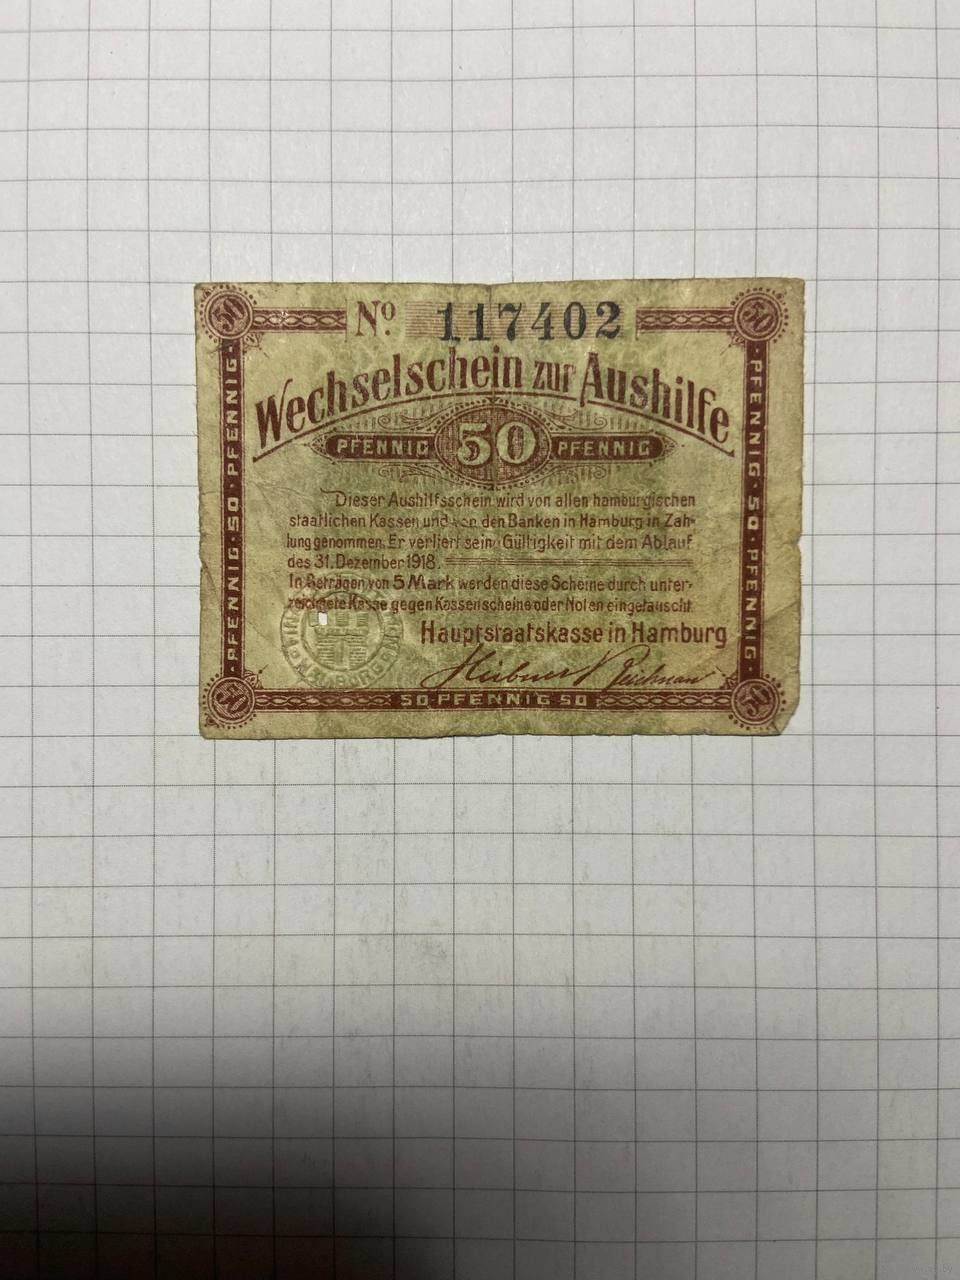 50 No. 117402 50
Wechselschein zur Aushilfe
PFENNIG 50 PFENNIG
Dieser Aushilfsschein wird von allen hamburgischen
staatlichen Kassen und von den Banken in Hamburg in Zah-
lung genommen. Er verliert seine Gültigkeit mit dem Ablauf
des 31. Dezember 1918.
In Beträgen von 5 Mark werden diese Scheine durch unter-
zeichnete Kasse gegen Kassenscheine oder Noten eingetauscht.
Hauptstaatskasse in Hamburg
50 50 PFENNIG 50 50
PFENNIG · 50 · PFENNIG
PFENNIG · 50 · PFENNIG